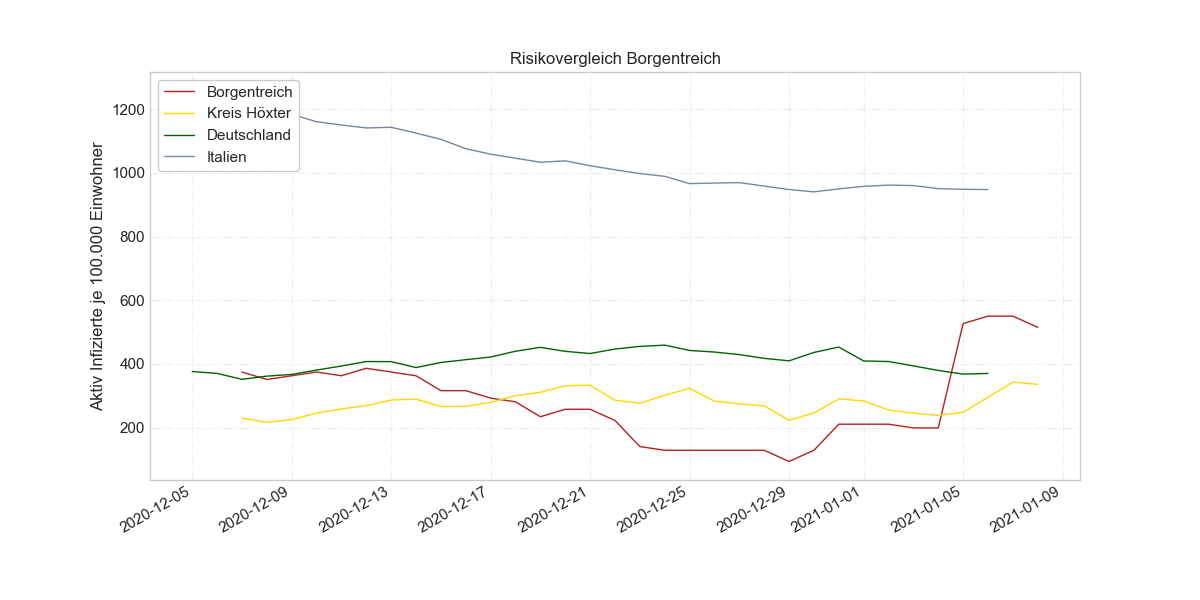 Risikovergleich Borgentreich
Borgentreich
Kreis Höxter
Deutschland
Italien
Aktiv Infizierte je 100.000 Einwohner
1200
1000
800
600
400
200
2020-12-05
2020-12-09
2020-12-13
2020-12-17
2020-12-21
2020-12-25
2020-12-29
2021-01-01
2021-01-05
2021-01-09